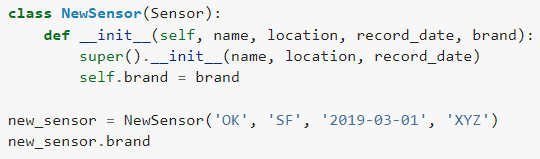 class NewSensor(Sensor):
    def __init__(self, name, location, record_date, brand):
        super().__init__(name, location, record_date)
        self.brand = brand

new_sensor = NewSensor('OK', 'SF', '2019-03-01', 'XYZ')
new_sensor.brand